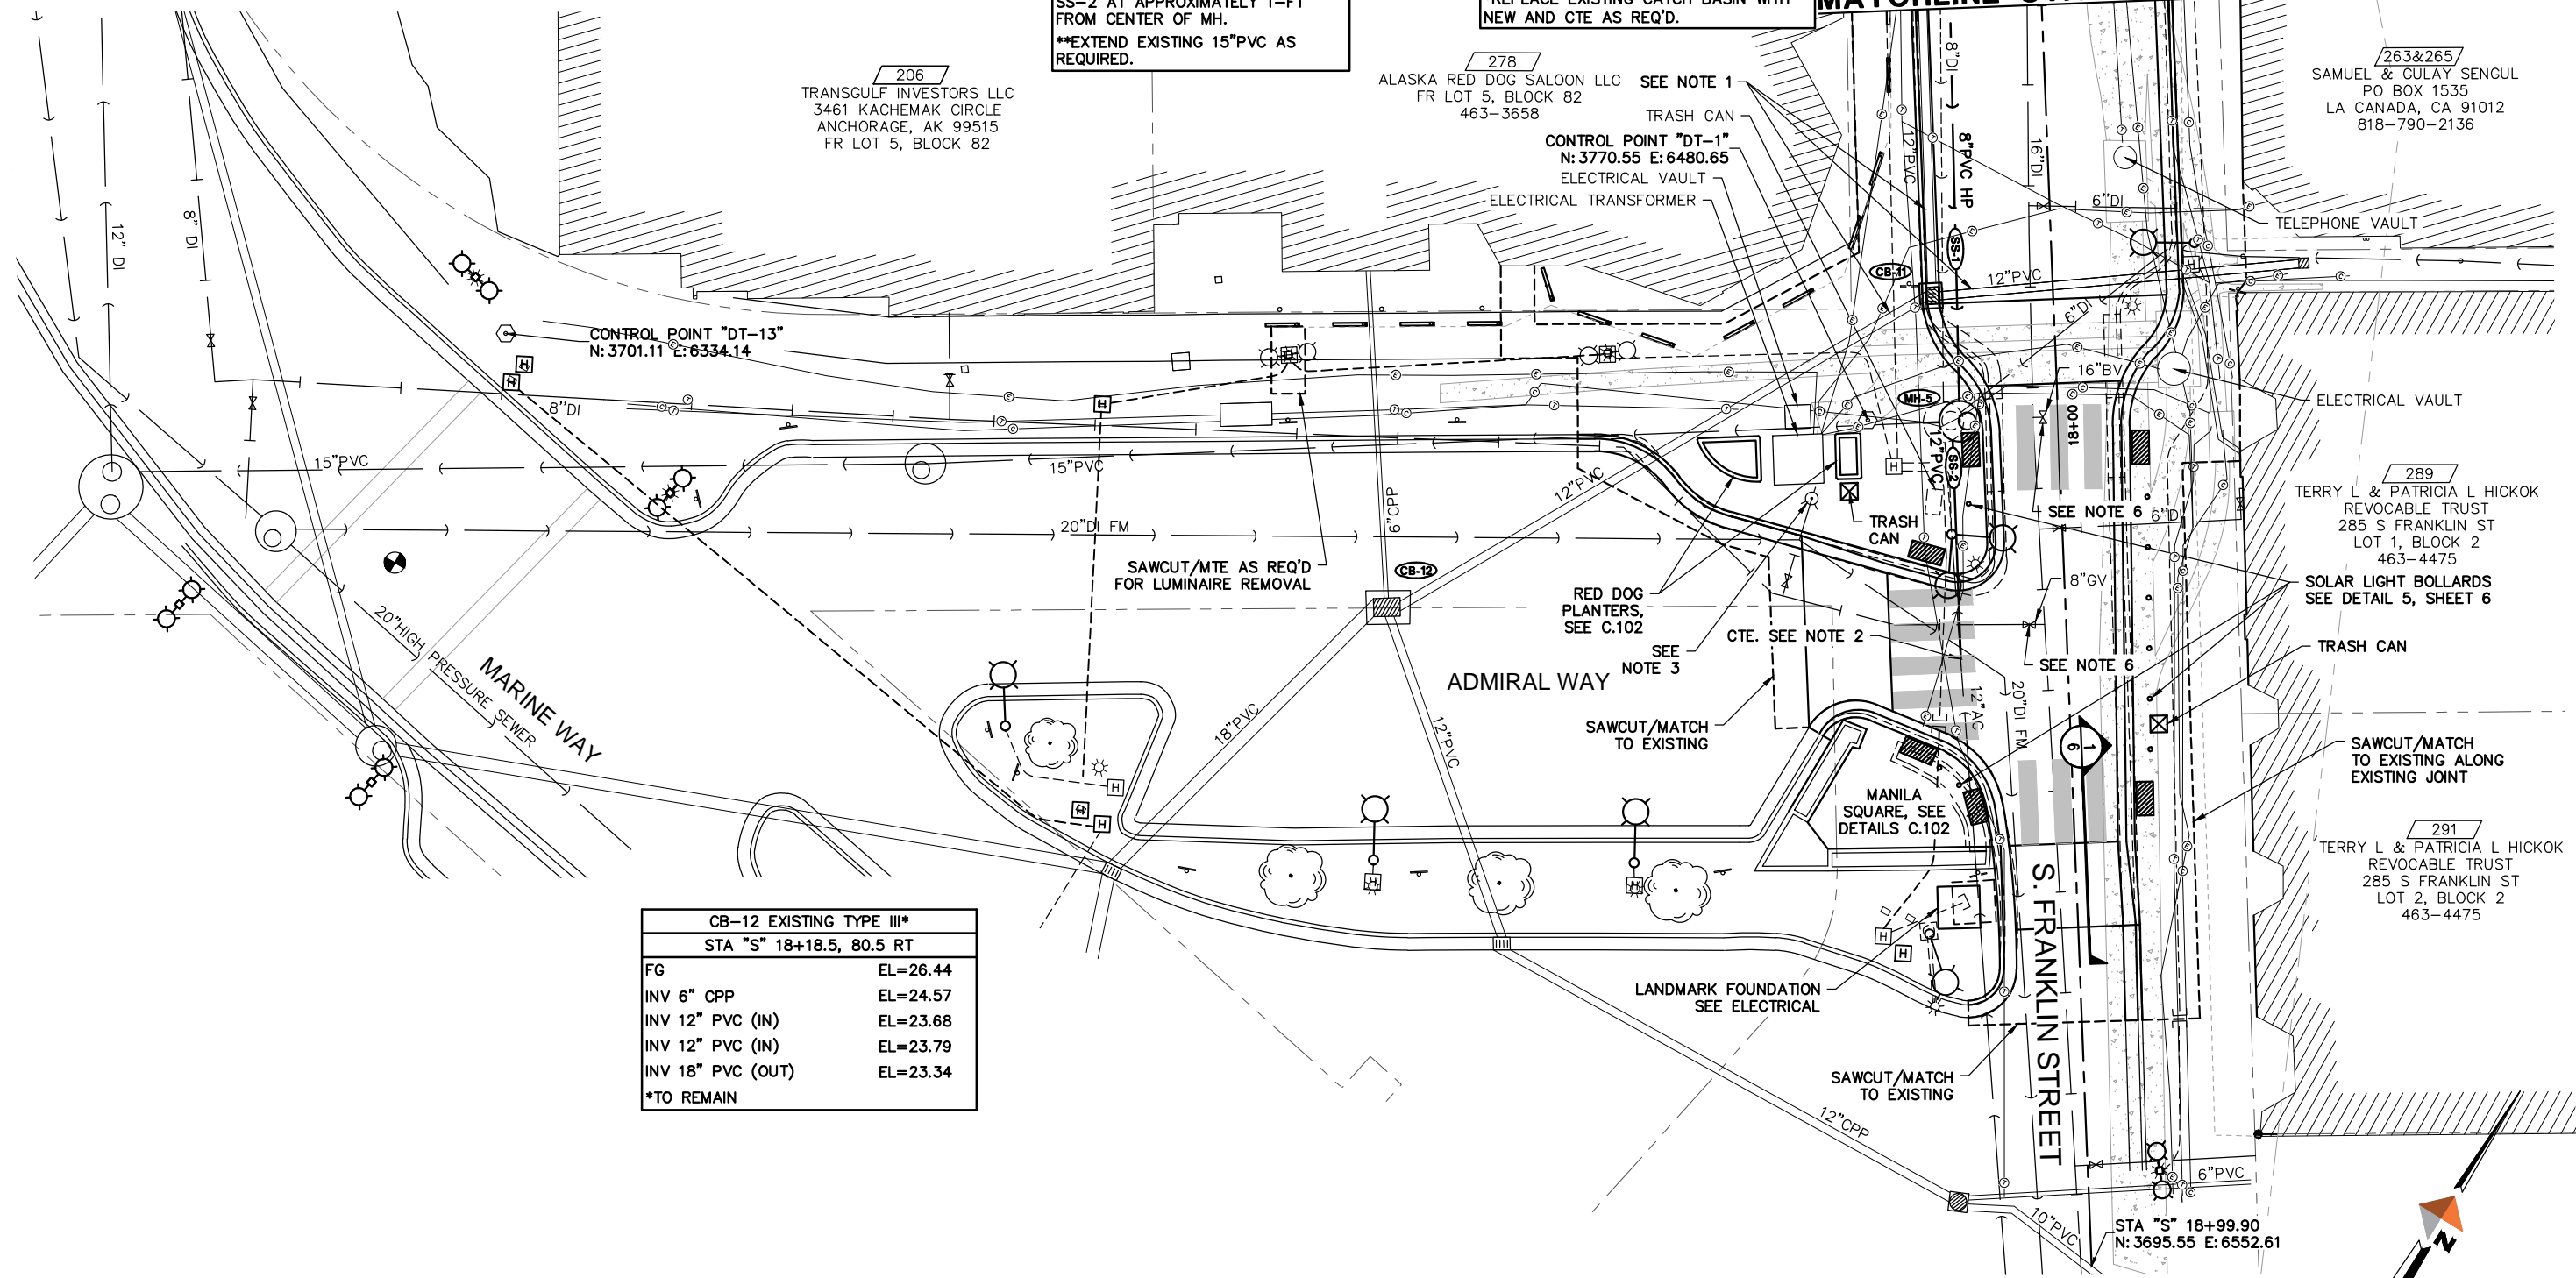 FROM CENTER OF MH.
**EXTEND EXISTING 15"PVC AS
REQUIRED.
NEW AND CTE AS REQ'D.
206
TRANSGULF INVESTORS LLC
3461 KACHEMAK CIRCLE
ANCHORAGE, AK 99515
FR LOT 5, BLOCK 82
278
ALASKA RED DOG SALOON LLC
FR LOT 5, BLOCK 82
463-3658
SEE NOTE 1
TRASH CAN
CONTROL POINT "DT-1"
N:3770.55 E:6480.65
ELECTRICAL VAULT
ELECTRICAL TRANSFORMER
263&265
SAMUEL & GULAY SENGUL
PO BOX 1535
LA CANADA, CA 91012
818-790-2136
8"DI
12"PVC
8"PVC HP
16"DI
6"DI
TELEPHONE VAULT
SS-1
CB-11
12"PVC
6"DI
12" DI
8" DI
CONTROL POINT "DT-13"
N:3701.11 E:6334.14
8"DI
15"PVC
15"PVC
20"DI FM
6"CPP
12"PVC
MH-5
12"PVC
SS-2
16"BV
18+00
ELECTRICAL VAULT
TRASH
CAN
SEE NOTE 6
6"DI
289
TERRY L & PATRICIA L HICKOK
REVOCABLE TRUST
285 S FRANKLIN ST
LOT 1, BLOCK 2
463-4475
SAWCUT/MTE AS REQ'D
FOR LUMINAIRE REMOVAL
CB-12
RED DOG
PLANTERS,
SEE C.102
8"GV
SOLAR LIGHT BOLLARDS
SEE DETAIL 5, SHEET 6
CTE. SEE NOTE 2
SEE
NOTE 3
SEE NOTE 6
TRASH CAN
20"HIGH PRESSURE SEWER
MARINE WAY
ADMIRAL WAY
18"PVC
12"PVC
SAWCUT/MATCH
TO EXISTING
12"AC
20"DI FM
1
6
SAWCUT/MATCH
TO EXISTING ALONG
EXISTING JOINT
MANILA
SQUARE, SEE
DETAILS C.102
291
TERRY L & PATRICIA L HICKOK
REVOCABLE TRUST
285 S FRANKLIN ST
LOT 2, BLOCK 2
463-4475
S. FRANKLIN STREET
CB-12 EXISTING TYPE III*
STA "S" 18+18.5, 80.5 RT
FG EL=26.44
INV 6" CPP EL=24.57
INV 12" PVC (IN) EL=23.68
INV 12" PVC (IN) EL=23.79
INV 18" PVC (OUT) EL=23.34
*TO REMAIN
LANDMARK FOUNDATION
SEE ELECTRICAL
SAWCUT/MATCH
TO EXISTING
12"CPP
6"PVC
10"PVC
STA "S" 18+99.90
N:3695.55 E:6552.61
N